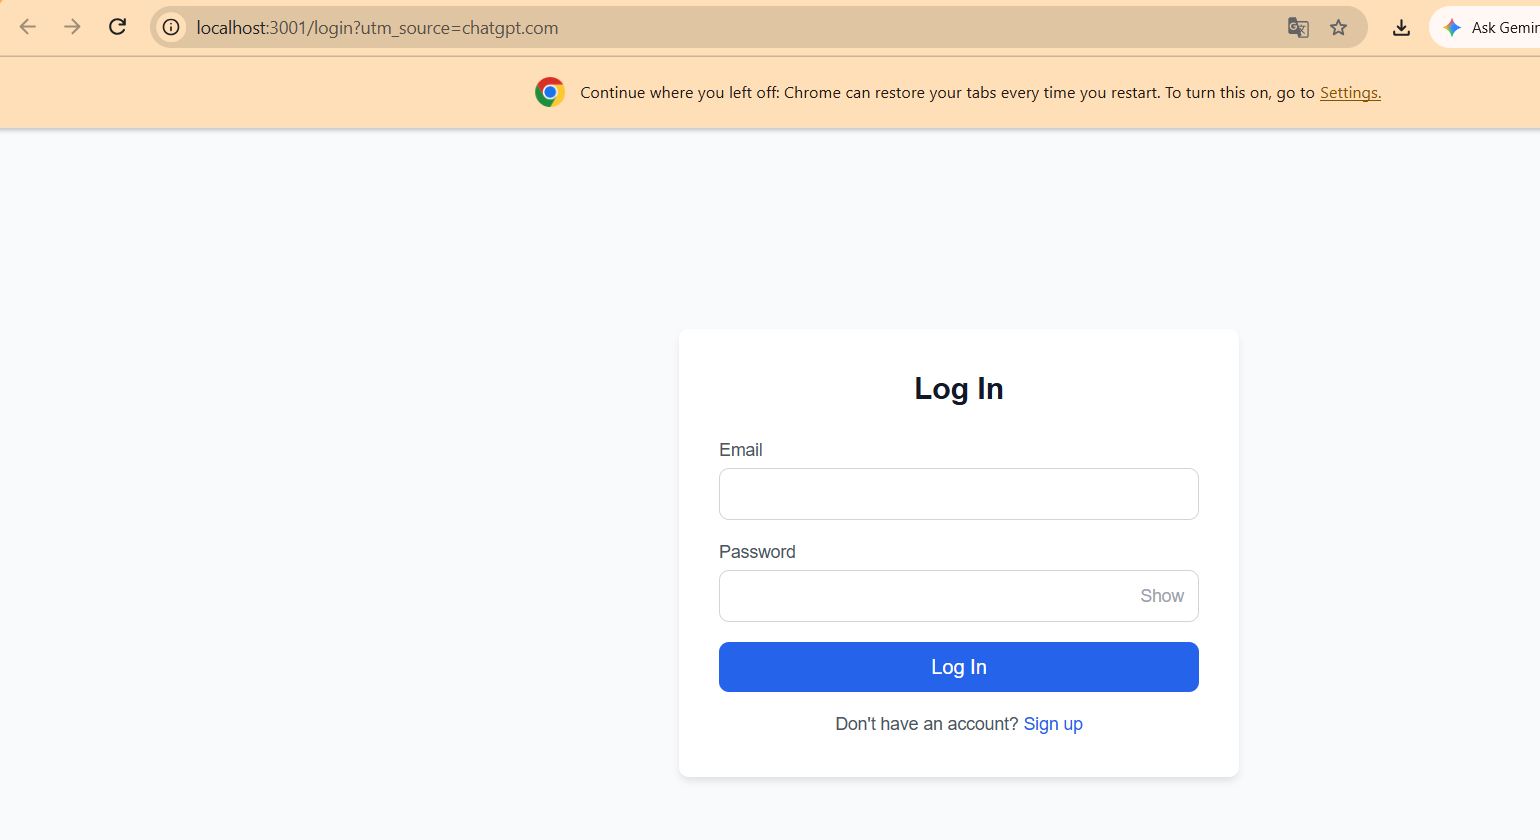 localhost:3001/login?utm_source=chatgpt.com
Ask Gemin
Continue where you left off: Chrome can restore your tabs every time you restart. To turn this on, go to Settings.
Log In
Email
Password
Show
Log In
Don't have an account? Sign up